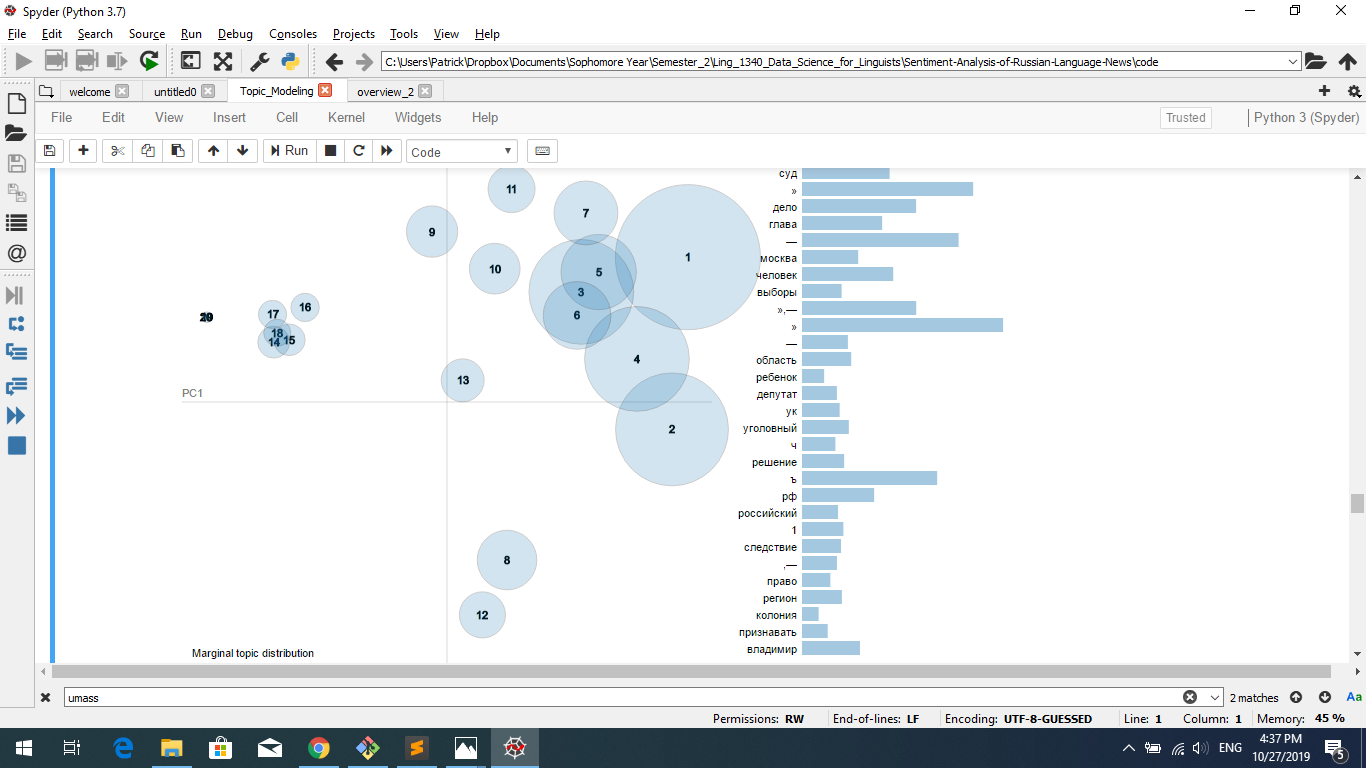 Spyder (Python 3.7)
File Edit Search Source Run Debug Consoles Projects Tools View Help
C:\Users\Patrick\Dropbox\Documents\Sophomore Year\Semester_2\Ling_1340_Data_Science_for_Linguists\Sentiment-Analysis-of-Russian-Language-News\code
welcome untitled0 Topic_Modeling overview_2
File Edit View Insert Cell Kernel Widgets Help Trusted Python 3 (Spyder)
Run Code
11
7
9
1
10
5
3
6
17
16
18
14
15
4
13
PC1
2
8
12
Marginal topic distribution
суд
»
дело
глава
—
москва
человек
выборы
»,—
»
—
область
ребенок
депутат
ук
уголовный
ч
решение
ъ
рф
российский
1
следствие
,—
право
регион
колония
признавать
владимир
umass 2 matches Aa
Permissions: RW End-of-lines: LF Encoding: UTF-8-GUESSED Line: 1 Column: 1 Memory: 45 %
ENG 4:37 PM
10/27/2019 5